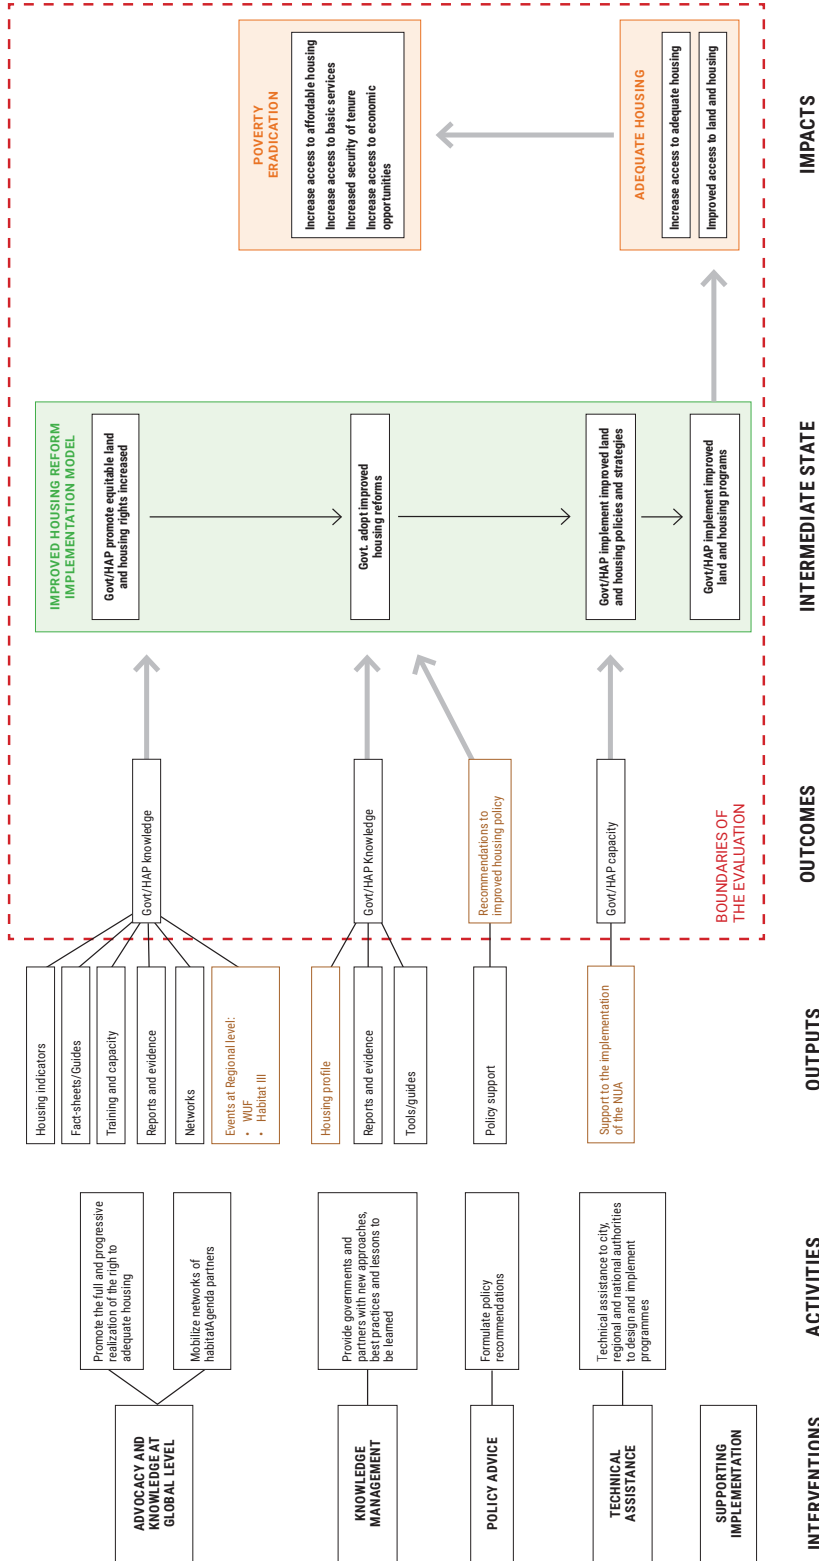 ADVOCACY AND
KNOWLEDGE AT
GLOBAL LEVEL
KNOWLEDGE
MANAGEMENT
POLICY ADVICE
TECHNICAL
ASSISTANCE
SUPPORTING
IMPLEMENTATION
INTERVENTIONS
Promote the full and progressive
realization of the righ to
adequate housing
Mobilize networks of
habitatAgenda partners
Provide governments and
partners with new approaches,
best practices and lessons to
be learned
Formulate policy
recommendations
Technical assistance to city,
regional and national authorities
to design and implement
programmes
ACTIVITIES
Housing indicators
Fact-sheets/Guides
Training and capacity
Reports and evidence
Networks
Events at Regional level:
• WUF
• Habitat III
Housing profile
Reports and evidence
Tools/guides
Policy support
Support to the implementation
of the NUA
OUTPUTS
Govt/HAP knowledge
Govt/HAP Knowledge
Recommendations to
improved housing policy
Govt/HAP capacity
BOUNDARIES OF
THE EVALUATION
OUTCOMES
IMPROVED HOUSING REFORM
IMPLEMENTATION MODEL
Govt/HAP promote equitable land
and housing rights increased
Govt. adopt improved
housing reforms
Govt/HAP implement improved land
and housing policies and strategies
Govt/HAP implement improved
land and housing programs
INTERMEDIATE STATE
POVERTY
ERADICATION
Increase access to affordable housing
Increase access to basic services
Increased security of tenure
Increase access to economic
opportunities
ADEQUATE HOUSING
Increase access to adequate housing
Improved access to land and housing
IMPACTS